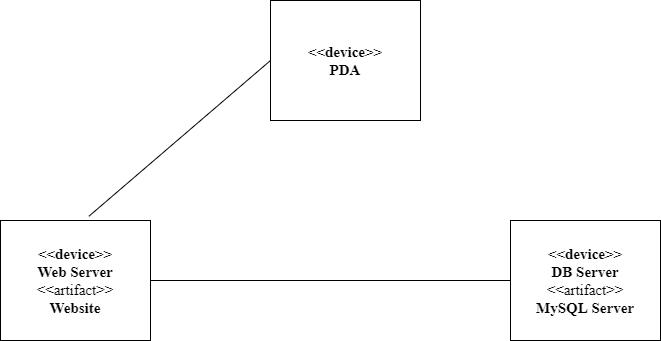 <<device>>
PDA
<<device>>
Web Server
<<artifact>>
Website
<<device>>
DB Server
<<artifact>>
MySQL Server